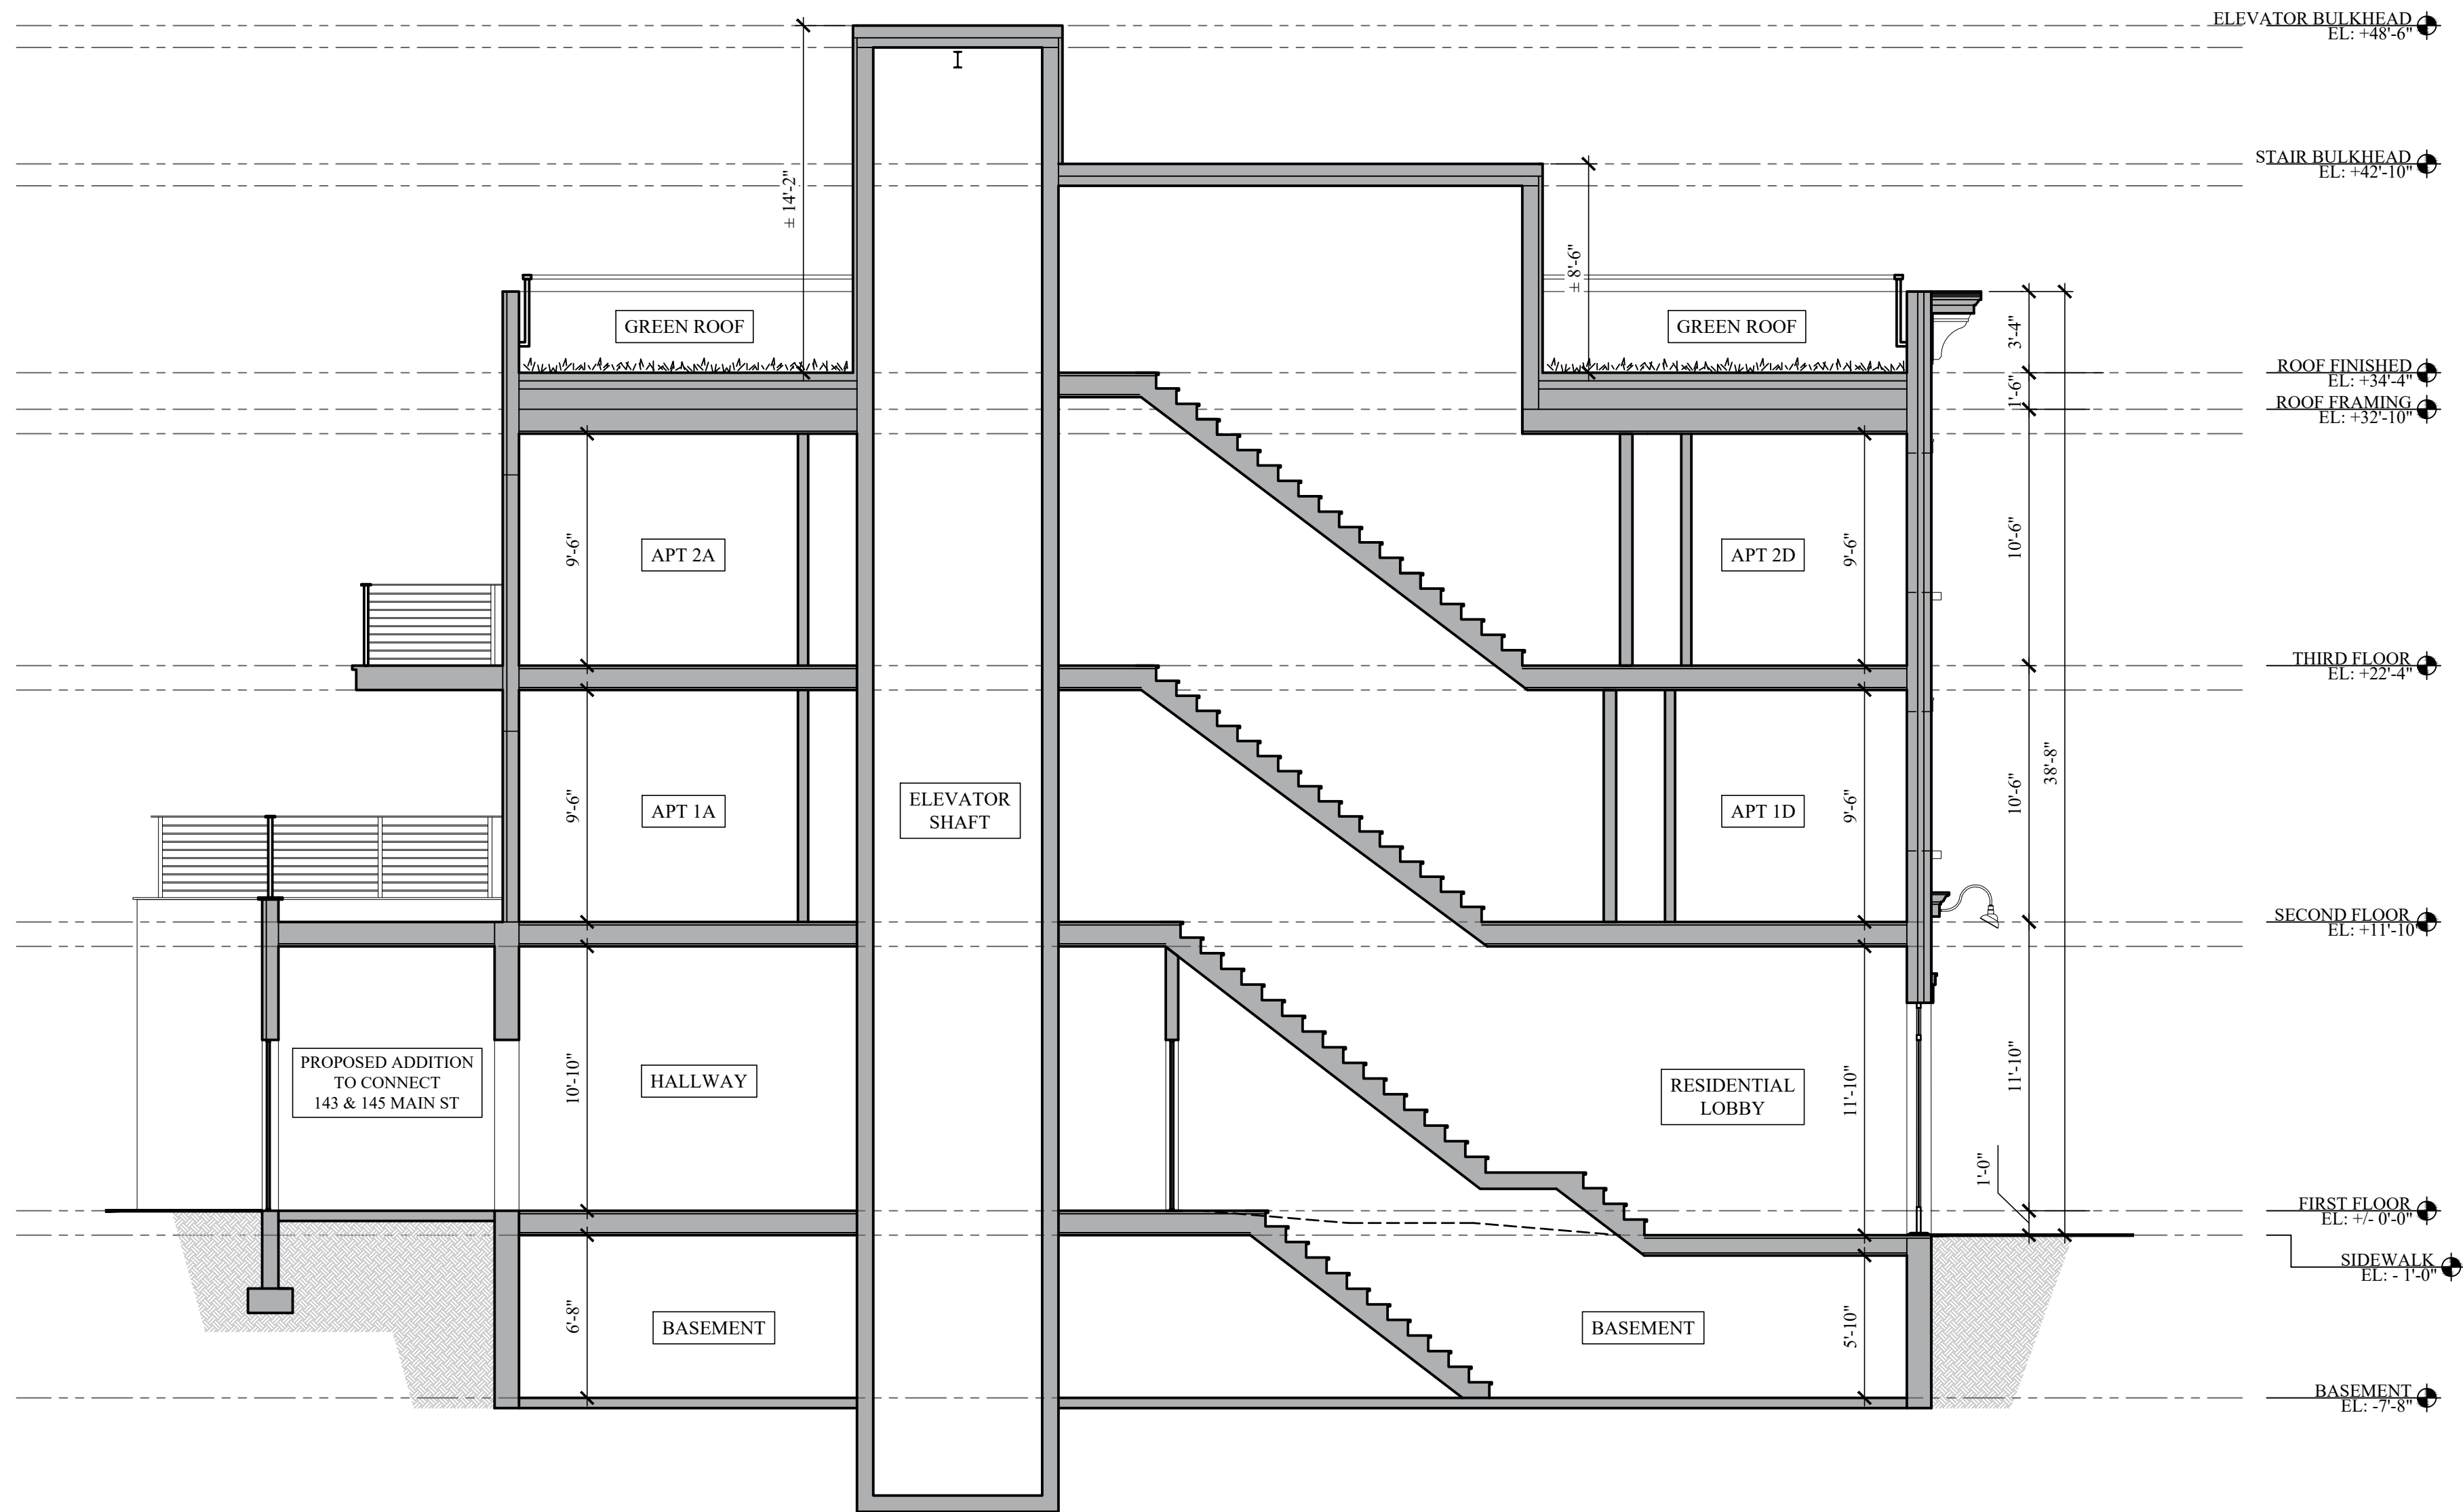 ELEVATOR BULKHEAD
EL: +48'-6"
STAIR BULKHEAD
EL: +42'-10"
± 14'-2"
± 8'-6"
GREEN ROOF
GREEN ROOF
3'-4"
ROOF FINISHED
EL: +34'-4"
1'-6"
ROOF FRAMING
EL: +32'-10"
9'-6"
APT 2A
APT 2D
9'-6"
10'-6"
THIRD FLOOR
EL: +22'-4"
38'-8"
9'-6"
APT 1A
ELEVATOR
SHAFT
APT 1D
9'-6"
10'-6"
SECOND FLOOR
EL: +11'-10"
PROPOSED ADDITION
TO CONNECT
143 & 145 MAIN ST
10'-10"
HALLWAY
RESIDENTIAL
LOBBY
11'-10"
11'-10"
1'-0"
FIRST FLOOR
EL: +/- 0'-0"
SIDEWALK
EL: - 1'-0"
6'-8"
BASEMENT
BASEMENT
5'-10"
BASEMENT
EL: -7'-8"